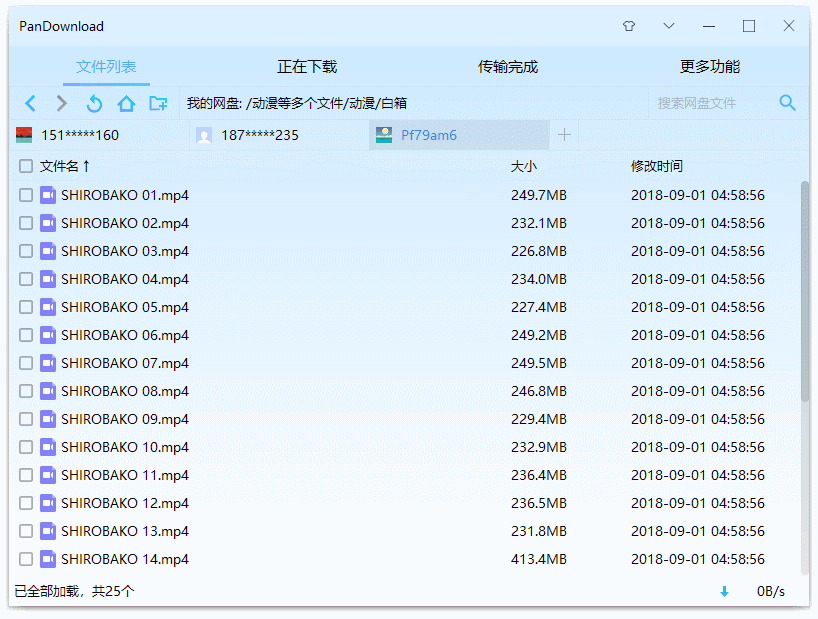 PanDownload
文件列表 正在下载 传输完成 更多功能
我的网盘: /动漫等多个文件/动漫/白箱 搜索网盘文件
151*****160 187*****235 Pf79am6
文件名↑ 大小 修改时间
SHIROBAKO 01.mp4 249.7MB 2018-09-01 04:58:56
SHIROBAKO 02.mp4 232.1MB 2018-09-01 04:58:56
SHIROBAKO 03.mp4 226.8MB 2018-09-01 04:58:56
SHIROBAKO 04.mp4 234.0MB 2018-09-01 04:58:56
SHIROBAKO 05.mp4 227.4MB 2018-09-01 04:58:56
SHIROBAKO 06.mp4 249.2MB 2018-09-01 04:58:56
SHIROBAKO 07.mp4 249.5MB 2018-09-01 04:58:56
SHIROBAKO 08.mp4 246.8MB 2018-09-01 04:58:56
SHIROBAKO 09.mp4 229.4MB 2018-09-01 04:58:56
SHIROBAKO 10.mp4 232.9MB 2018-09-01 04:58:56
SHIROBAKO 11.mp4 236.4MB 2018-09-01 04:58:56
SHIROBAKO 12.mp4 236.5MB 2018-09-01 04:58:56
SHIROBAKO 13.mp4 231.8MB 2018-09-01 04:58:56
SHIROBAKO 14.mp4 413.4MB 2018-09-01 04:58:56
已全部加载，共25个 0B/s